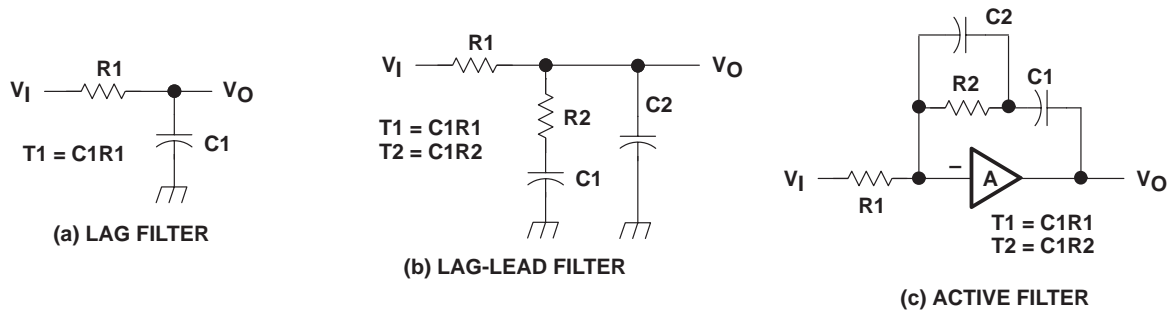 R1
VI
VO
C1
T1 = C1R1
(a) LAG FILTER
R1
VI
VO
R2
C2
T1 = C1R1
T2 = C1R2
C1
(b) LAG-LEAD FILTER
C2
C1
R2
VI
R1
–
A
VO
T1 = C1R1
T2 = C1R2
(c) ACTIVE FILTER